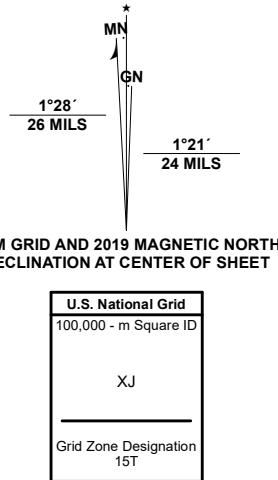 MN
GN
1°28´
26 MILS
1°21´
24 MILS
M GRID AND 2019 MAGNETIC NORTH
ECLINATION AT CENTER OF SHEET
U.S. National Grid
100,000 - m Square ID
XJ
Grid Zone Designation
15T